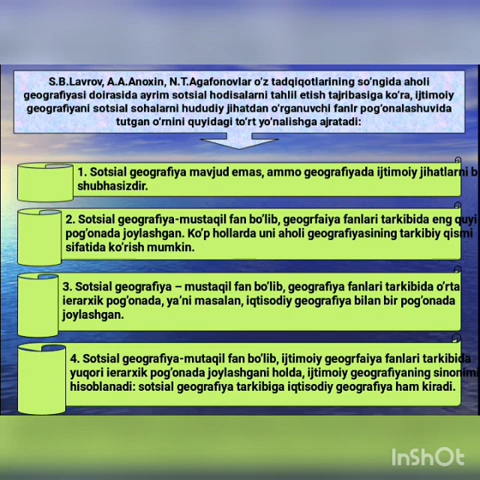 S.B.Lavrov, A.A.Anoxin, N.T.Agafonovlar o'z tadqiqotlarining so'ngida aholi
geografiyasi doirasida ayrim sotsial hodisalarni tahlil etish tajribasiga ko'ra, ijtimoiy
geografiyani sotsial sohalarni hududiy jihatdan o'rganuvchi fanlr pog'onalashuvida
tutgan o'rnini quyidagi to'rt yo'nalishga ajratadi:
1. Sotsial geografiya mavjud emas, ammo geografiyada ijtimoiy jihatlarni b
shubhasizdir.
2. Sotsial geografiya-mustaqil fan bo'lib, geogrfaiya fanlari tarkibida eng quyi
pog'onada joylashgan. Ko'p hollarda uni aholi geografiyasining tarkibiy qismi
sifatida ko'rish mumkin.
3. Sotsial geografiya – mustaqil fan bo'lib, geografiya fanlari tarkibida o'rta
ierarxik pog'onada, ya'ni masalan, iqtisodiy geografiya bilan bir pog'onada
joylashgan.
4. Sotsial geografiya-mutaqil fan bo'lib, ijtimoiy geogrfaiya fanlari tarkibida
yuqori ierarxik pog'onada joylashgani holda, ijtimoiy geografiyaning sinonimi
hisoblanadi: sotsial geografiya tarkibiga iqtisodiy geografiya ham kiradi.
InShOt